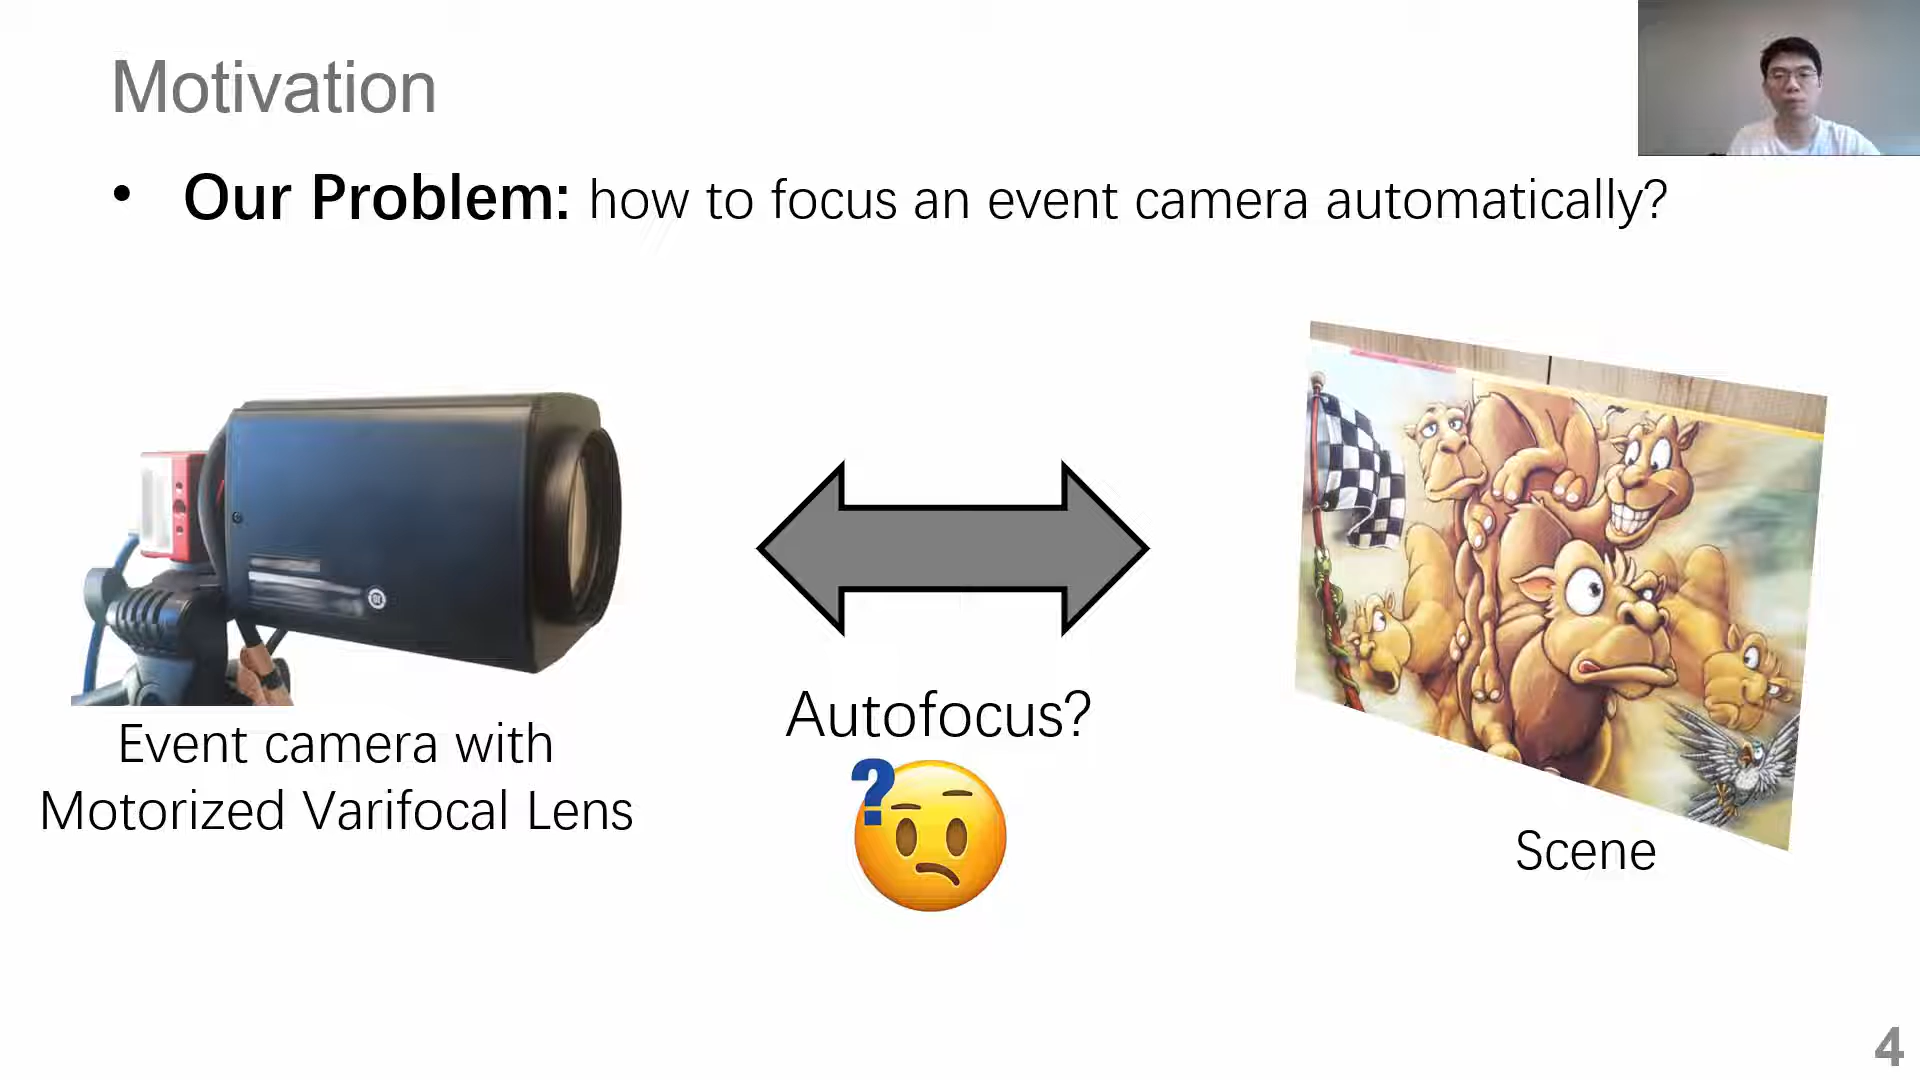 Motivation
• Our Problem: how to focus an event camera automatically?
Autofocus?
?
Event camera with
Motorized Varifocal Lens
Scene
4